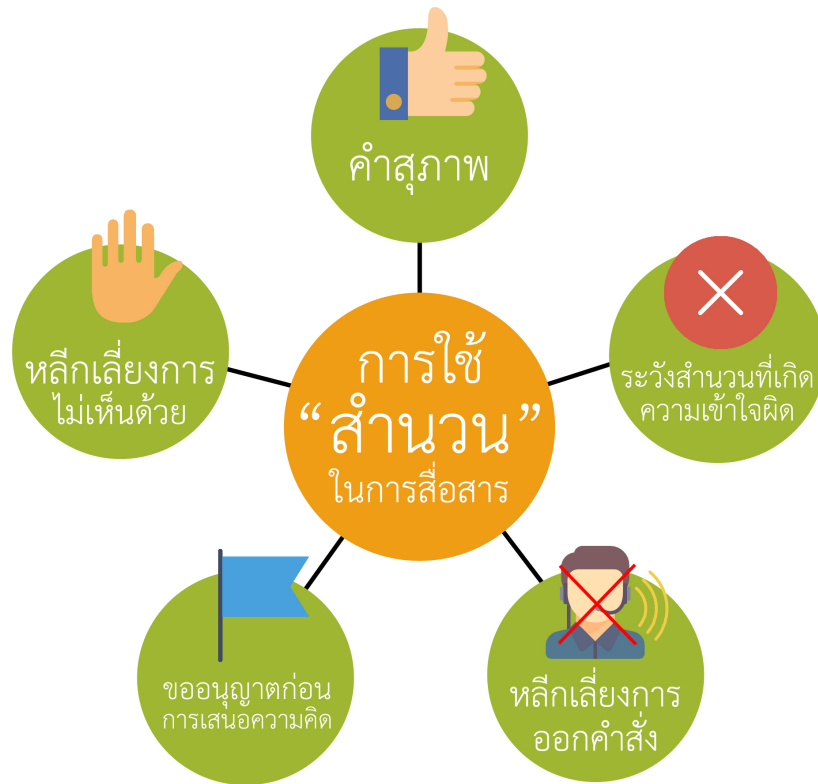 คำสุภาพ
หลีกเลี่ยงการ
ไม่เห็นด้วย
การใช้
“สำนวน”
ในการสื่อสาร
ระวังสำนวนที่เกิด
ความเข้าใจผิด
ขออนุญาตก่อน
การเสนอความคิด
หลีกเลี่ยงการ
ออกคำสั่ง